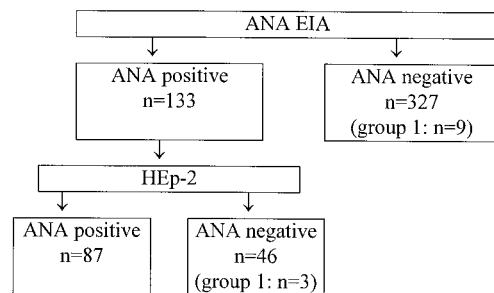 ANA EIA
ANA positive
n=133
ANA negative
n=327
(group 1: n=9)
HEp-2
ANA positive
n=87
ANA negative
n=46
(group 1: n=3)